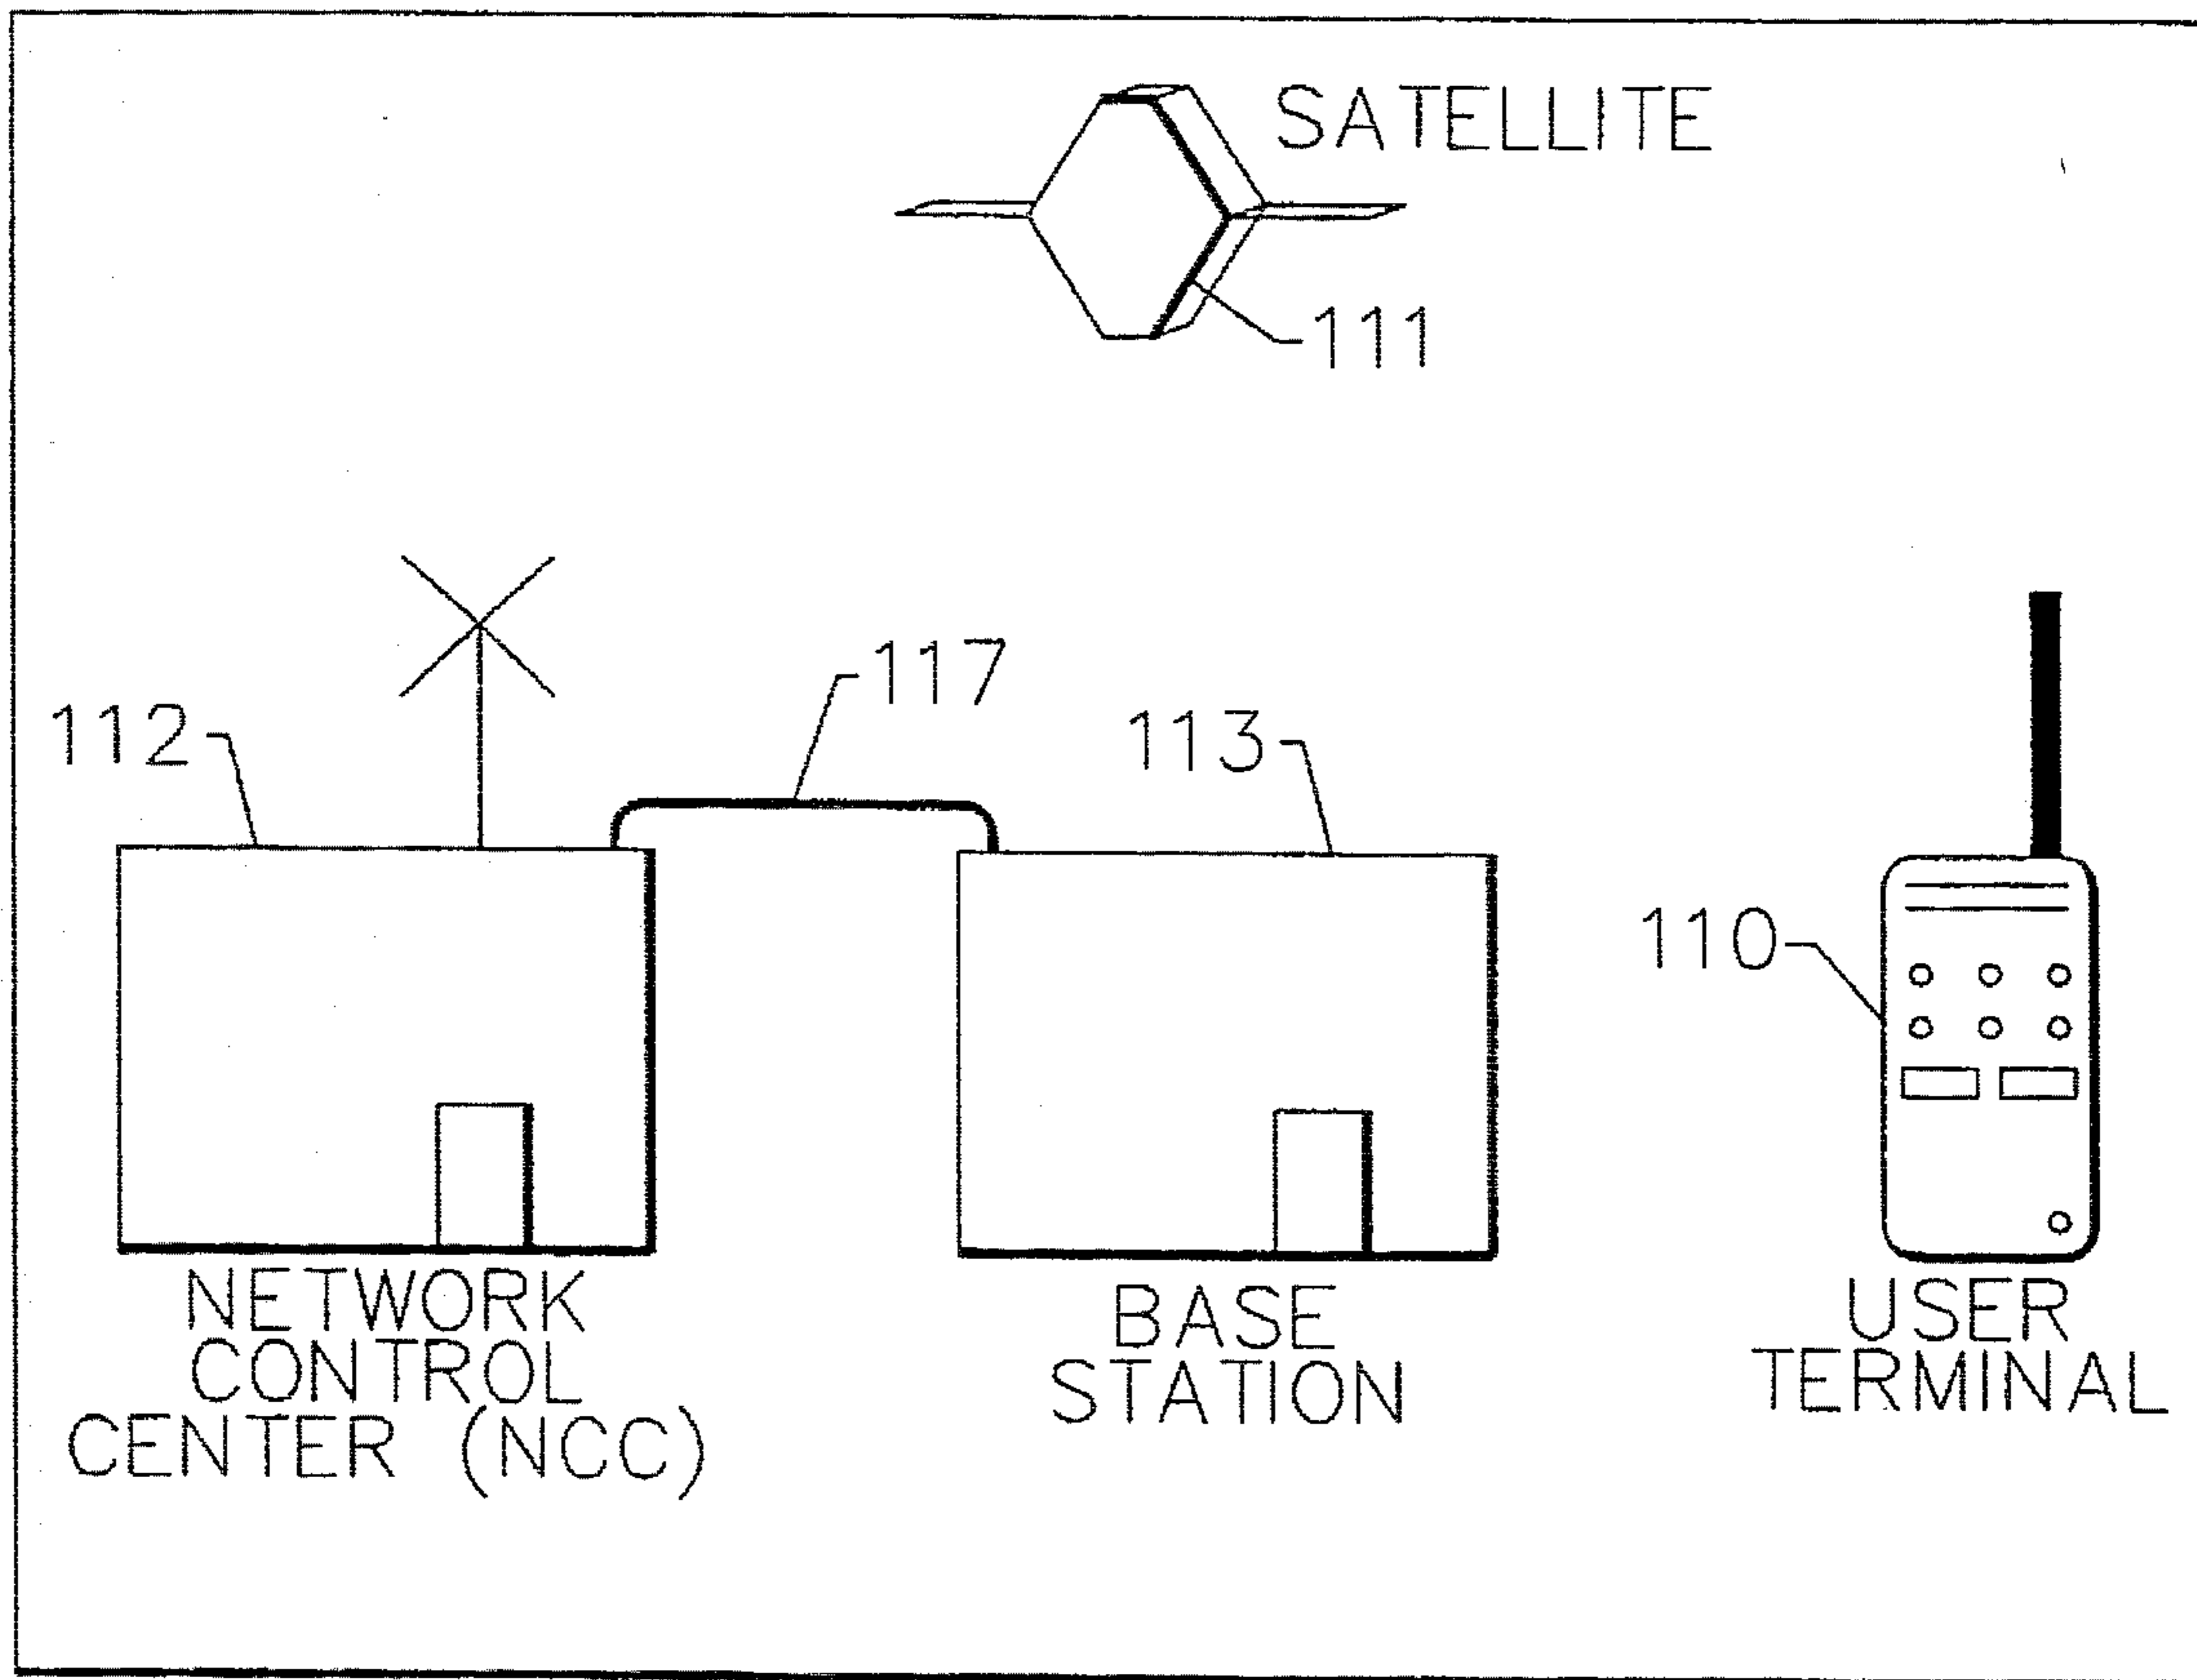 SATELLITE
111
117
112
113
110
NETWORK
CONTROL
CENTER (NCC)
BASE
STATION
USER
TERMINAL